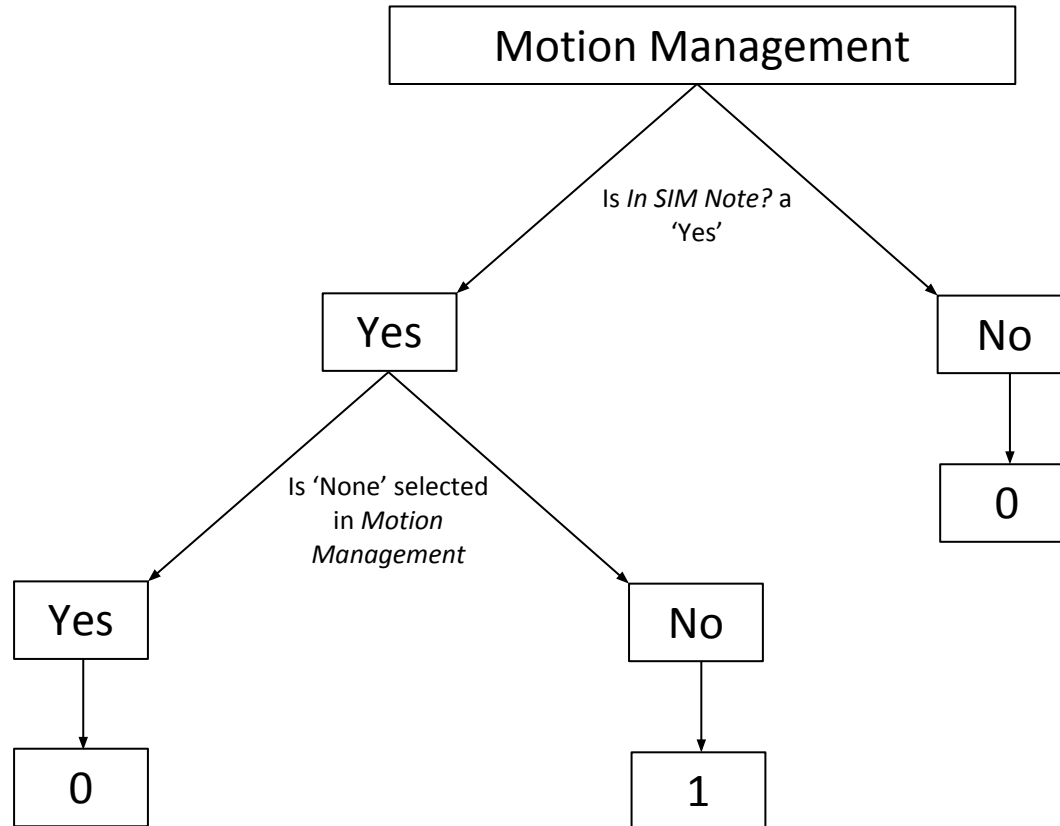 Motion Management
Is In SIM Note? a
‘Yes’
Yes
No
Is ‘None’ selected
in Motion
Management
0
Yes
No
0
1